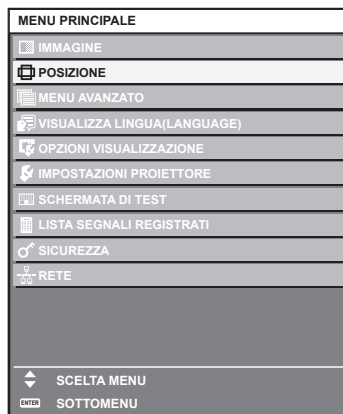 MENU PRINCIPALE
IMMAGINE
POSIZIONE
MENU AVANZATO
VISUALIZZA LINGUA(LANGUAGE)
OPZIONI VISUALIZZAZIONE
IMPOSTAZIONI PROIETTORE
SCHERMATA DI TEST
LISTA SEGNALI REGISTRATI
SICUREZZA
RETE
SCELTA MENU
ENTER SOTTOMENU